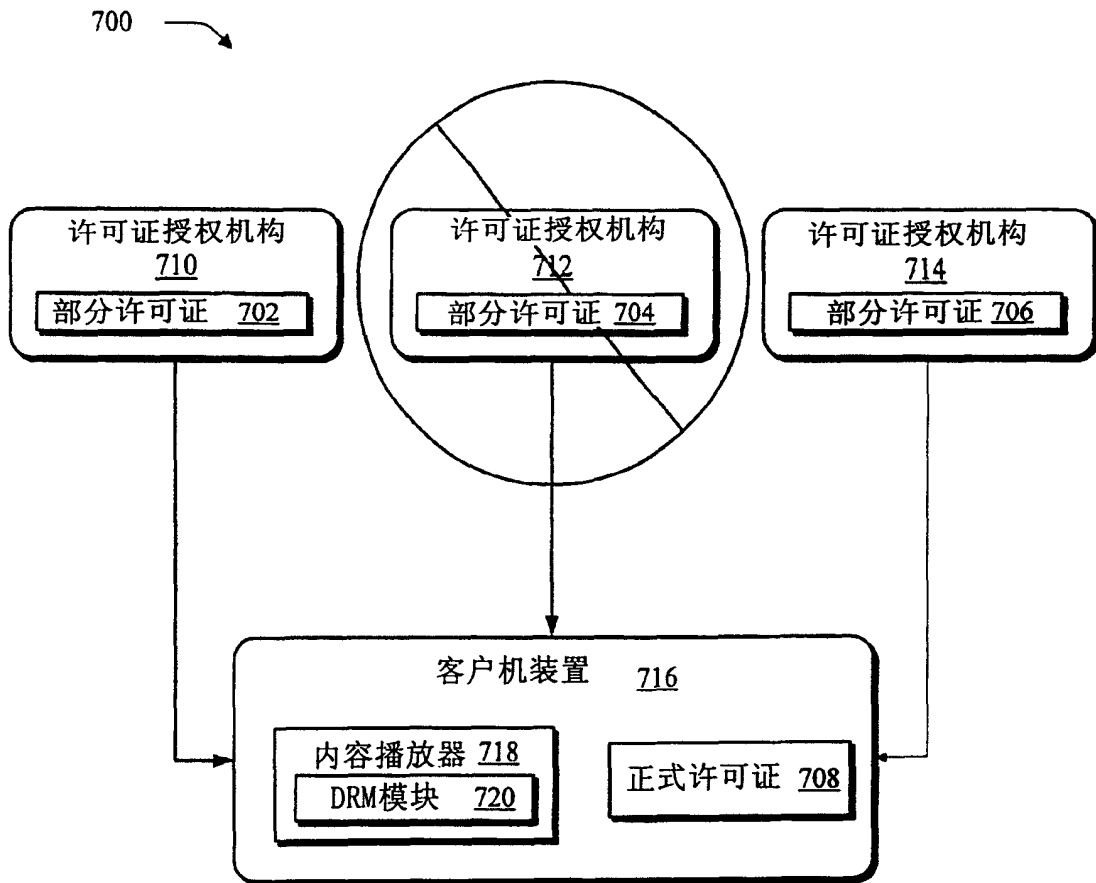 700
许可证授权机构
710
部分许可证 702
许可证授权机构
712
部分许可证 704
许可证授权机构
714
部分许可证 706
客户机装置 716
内容播放器 718
DRM模块 720
正式许可证 708